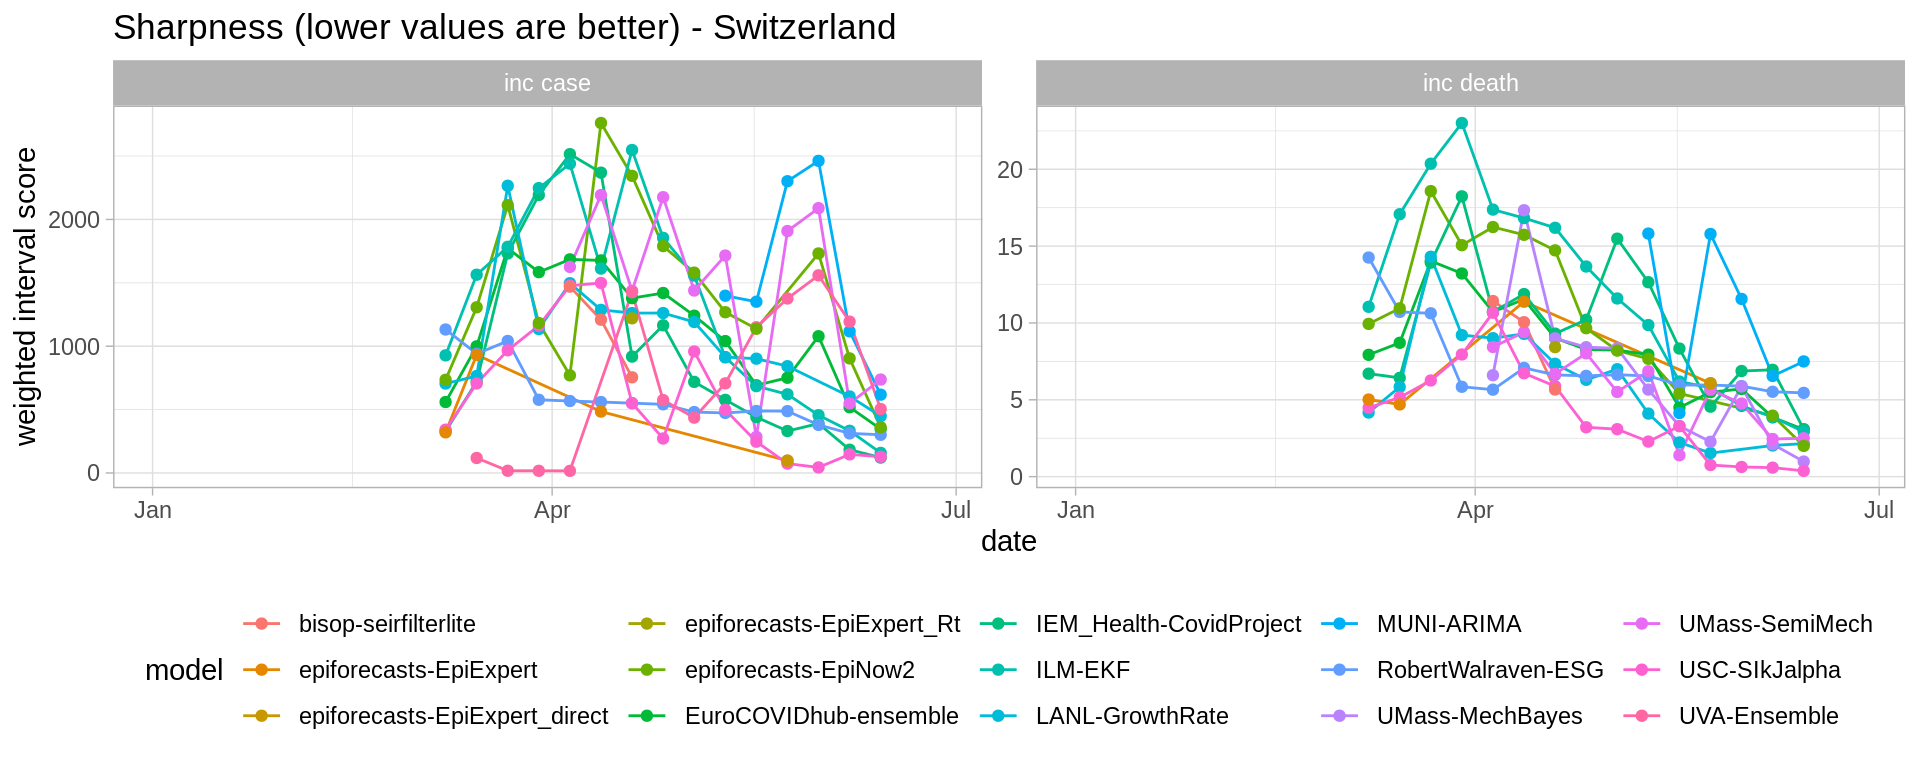 Sharpness (lower values are better) - Switzerland
inc case
inc death
weighted interval score
2000
1000
0
20
15
10
5
0
Jan
Apr
Jul
Jan
Apr
Jul
date
model
bisop-seirfilterlite
epiforecasts-EpiExpert
epiforecasts-EpiExpert_direct
epiforecasts-EpiExpert_Rt
epiforecasts-EpiNow2
EuroCOVIDhub-ensemble
IEM_Health-CovidProject
ILM-EKF
LANL-GrowthRate
MUNI-ARIMA
RobertWalraven-ESG
UMass-MechBayes
UMass-SemiMech
USC-SIkJalpha
UVA-Ensemble